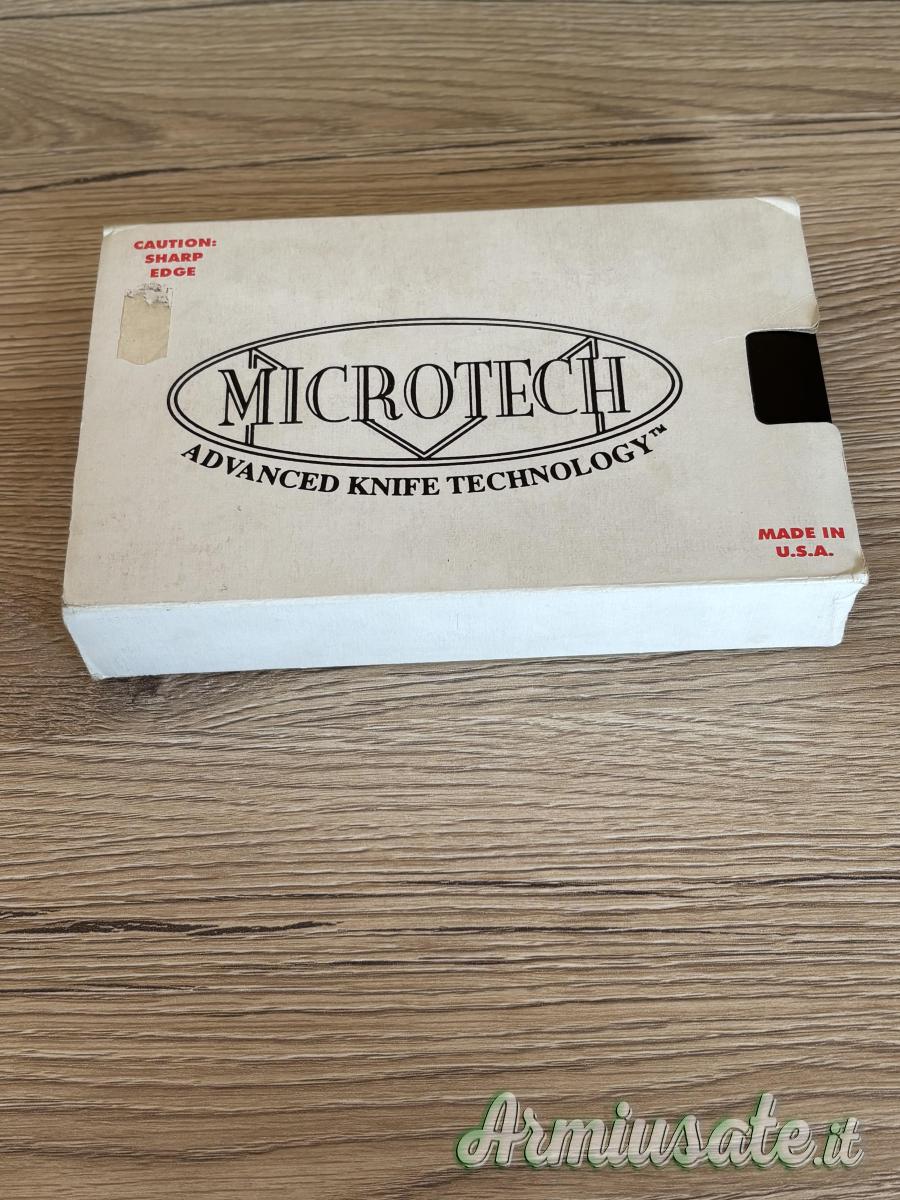 CAUTION:
SHARP
EDGE
MICROTECH
ADVANCED KNIFE TECHNOLOGY™
MADE IN
U.S.A.
Armiusate.it